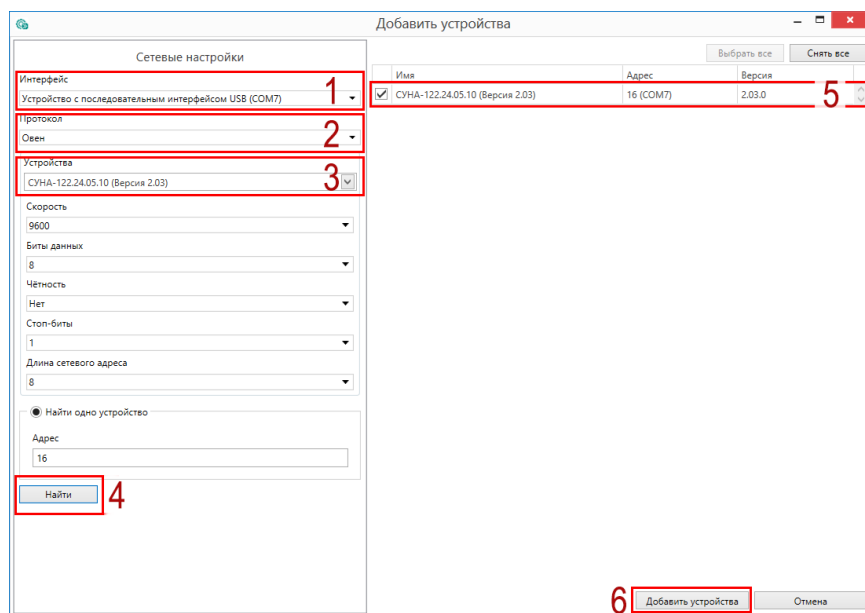 Добавить устройства
Сетевые настройки
Интерфейс
Устройство с последовательным интерфейсом USB (COM7)
1
Протокол
Овен
2
Устройства
СУНА-122.24.05.10 (Версия 2.03)
3
Скорость
9600
Биты данных
8
Чётность
Нет
Стоп-биты
1
Длина сетевого адреса
8
Найти одно устройство
Адрес
16
Найти
4
Выбрать все
Снять все
Имя Адрес Версия
СУНА-122.24.05.10 (Версия 2.03) 16 (COM7) 2.03.0
5
6
Добавить устройства
Отмена